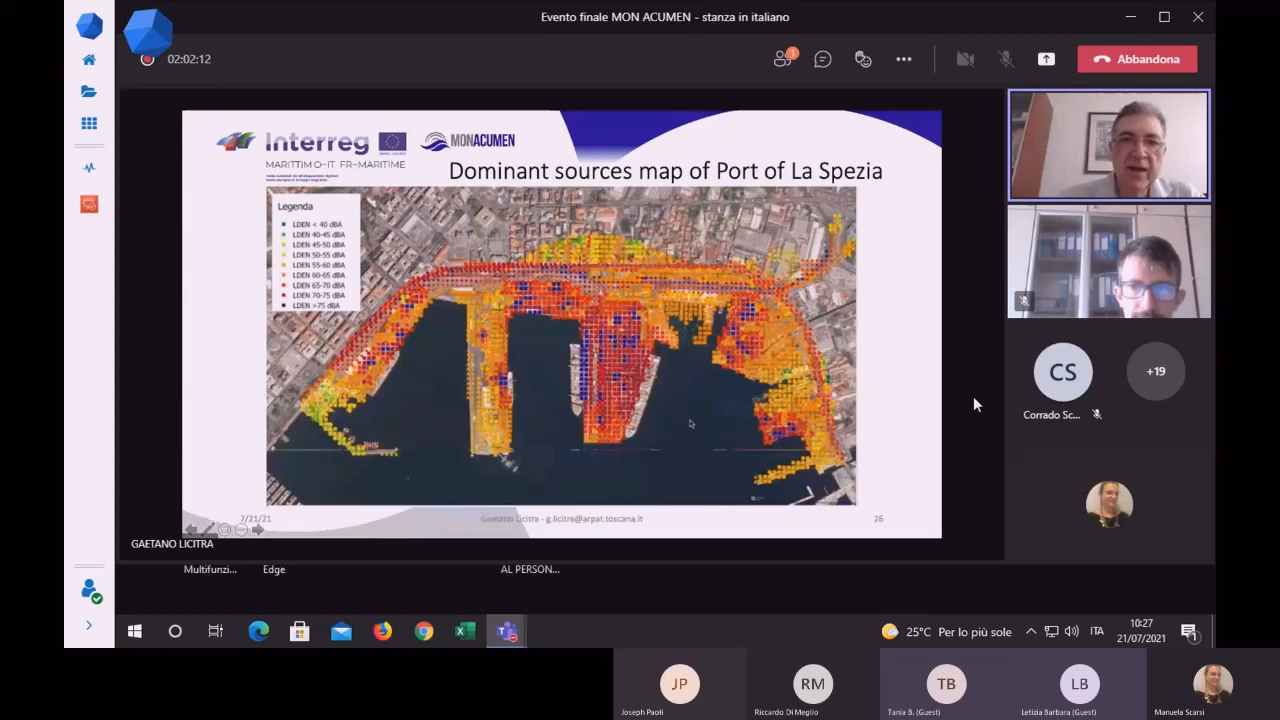 Evento finale MON ACUMEN - stanza in italiano
02:02:12
1
Abbandona
Interreg
MONACUMEN
MARITTIMO-IT FR-MARITIME
Dominant sources map of Port of La Spezia
Legenda
LDEN < 40 dBA
LDEN 40-45 dBA
LDEN 45-50 dBA
LDEN 50-55 dBA
LDEN 55-60 dBA
LDEN 60-65 dBA
LDEN 65-70 dBA
LDEN 70-75 dBA
LDEN >75 dBA
7/21/21
Gaetano Licitra - g.licitra@arpat.toscana.it
26
GAETANO LICITRA
CS
+19
Corrado Sc...
Multifunzi...
Edge
AL PERSON...
25°C Per lo più sole
ITA
10:27
21/07/2021
1
JP
RM
TB
LB
Joseph Paoli
Riccardo Di Meglio
Tania B. (Guest)
Letizia Barbara (Guest)
Manuela Scarsi